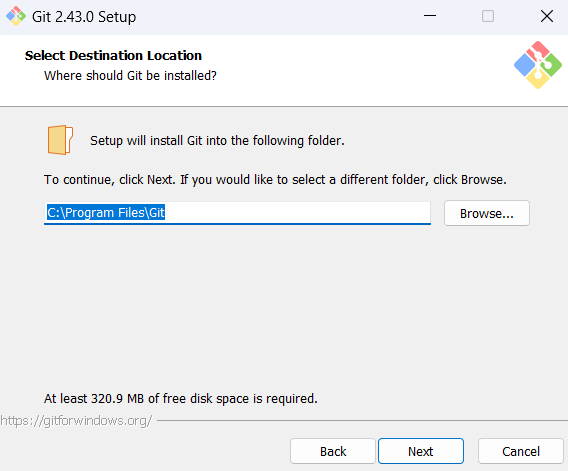 Git 2.43.0 Setup
Select Destination Location
Where should Git be installed?
Setup will install Git into the following folder.
To continue, click Next. If you would like to select a different folder, click Browse.
C:\Program Files\Git
Browse...
At least 320.9 MB of free disk space is required.
https://gitforwindows.org/
Back
Next
Cancel